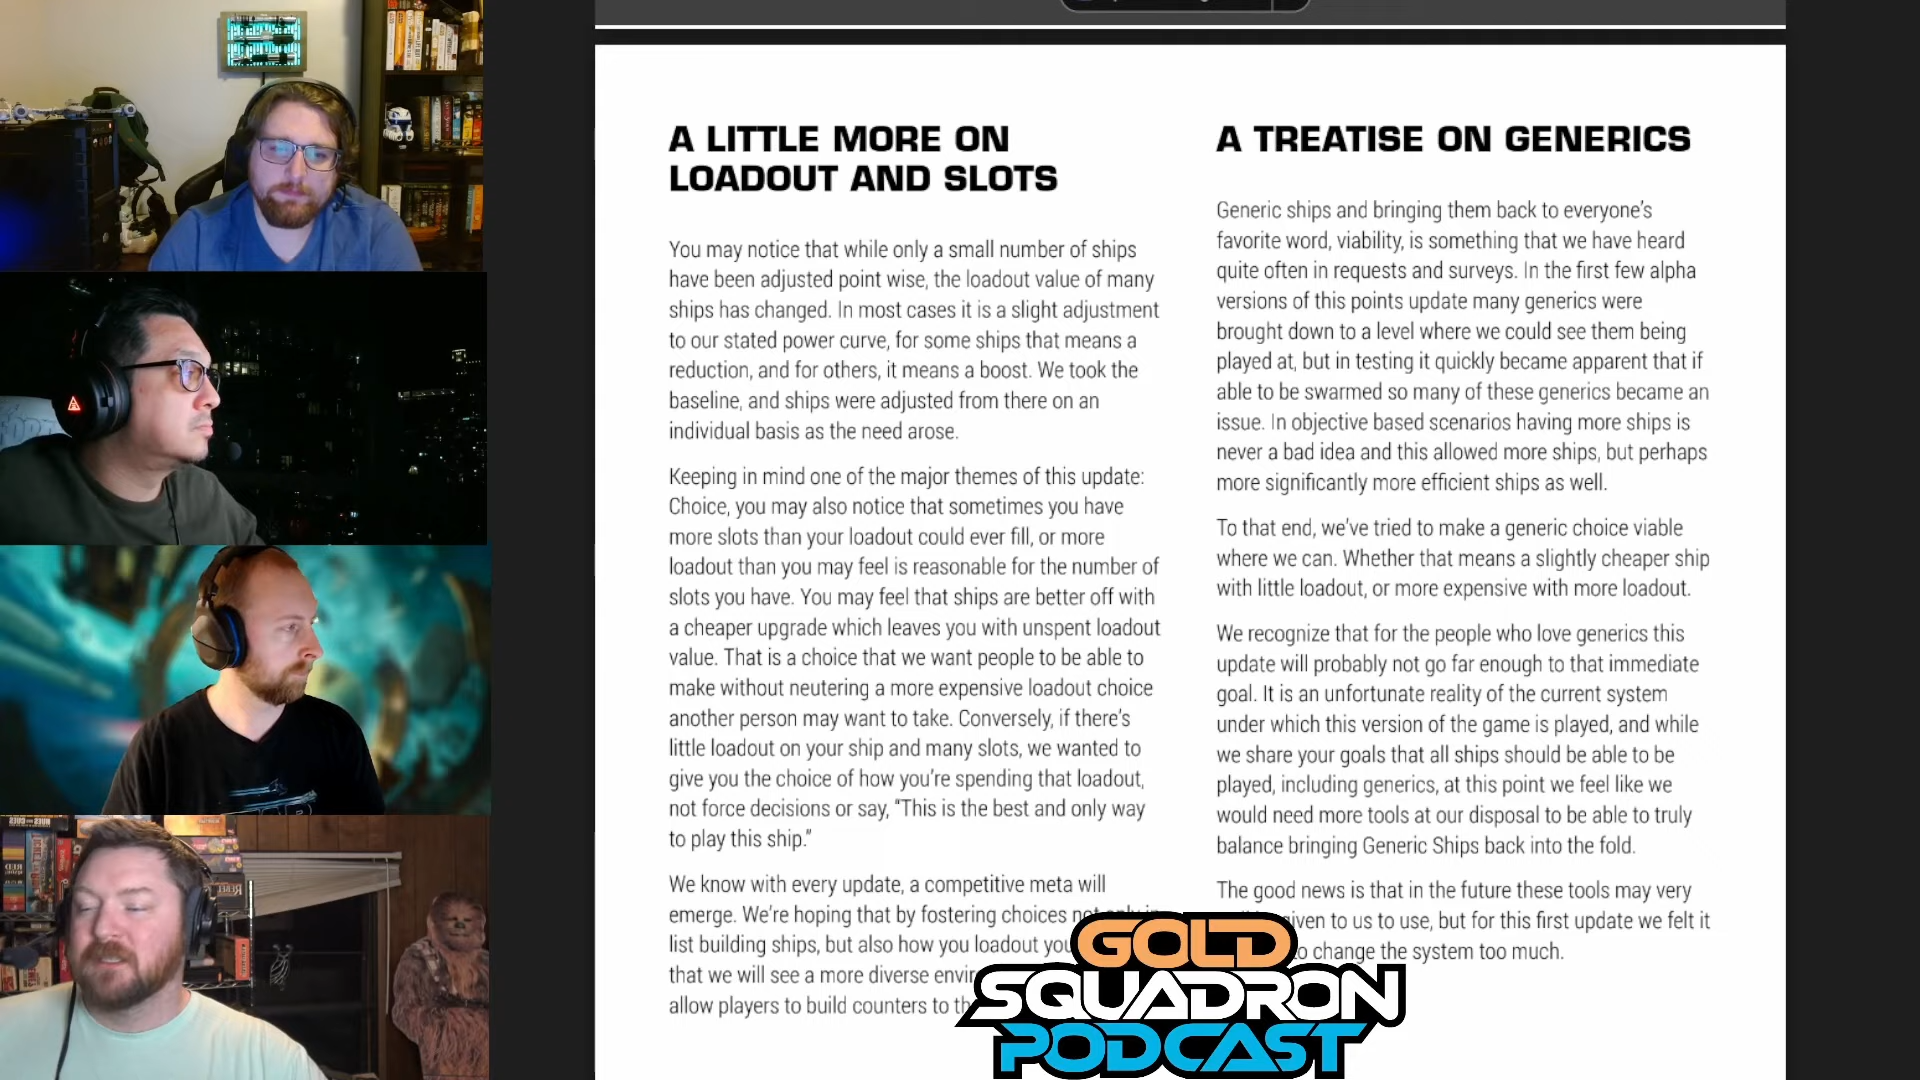 A LITTLE MORE ON
LOADOUT AND SLOTS
You may notice that while only a small number of ships
have been adjusted point wise, the loadout value of many
ships has changed. In most cases it is a slight adjustment
to our stated power curve, for some ships that means a
reduction, and for others, it means a boost. We took the
baseline, and ships were adjusted from there on an
individual basis as the need arose.
Keeping in mind one of the major themes of this update:
Choice, you may also notice that sometimes you have
more slots than your loadout could ever fill, or more
loadout than you may feel is reasonable for the number of
slots you have. You may feel that ships are better off with
a cheaper upgrade which leaves you with unspent loadout
value. That is a choice that we want people to be able to
make without neutering a more expensive loadout choice
another person may want to take. Conversely, if there's
little loadout on your ship and many slots, we wanted to
give you the choice of how you're spending that loadout,
not force decisions or say, “This is the best and only way
to play this ship.”
We know with every update, a competitive meta will
emerge. We're hoping that by fostering choices not only in
list building ships, but also how you loadout
that we will see a more diverse
allow players to build counters to
A TREATISE ON GENERICS
Generic ships and bringing them back to everyone's
favorite word, viability, is something that we have heard
quite often in requests and surveys. In the first few alpha
versions of this points update many generics were
brought down to a level where we could see them being
played at, but in testing it quickly became apparent that if
able to be swarmed so many of these generics became an
issue. In objective based scenarios having more ships is
never a bad idea and this allowed more ships, but perhaps
more significantly more efficient ships as well.
To that end, we've tried to make a generic choice viable
where we can. Whether that means a slightly cheaper ship
with little loadout, or more expensive with more loadout.
We recognize that for the people who love generics this
update will probably not go far enough to that immediate
goal. It is an unfortunate reality of the current system
under which this version of the game is played, and while
we share your goals that all ships should be able to be
played, including generics, at this point we feel like we
would need more tools at our disposal to be able to truly
balance bringing Generic Ships back into the fold.
The good news is that in the future these tools may very
given to us to use, but for this first update we felt it
to change the system too much.
GOLD
SQUADRON
PODCAST